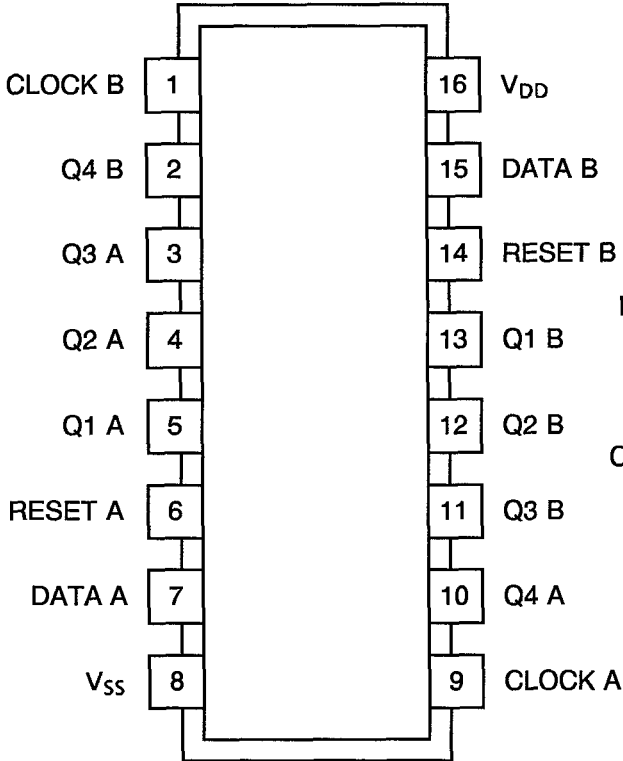 CLOCK B 1 16 VDD
Q4 B 2 15 DATA B
Q3 A 3 14 RESET B
Q2 A 4 13 Q1 B
Q1 A 5 12 Q2 B
RESET A 6 11 Q3 B
DATA A 7 10 Q4 A
VSS 8 9 CLOCK A